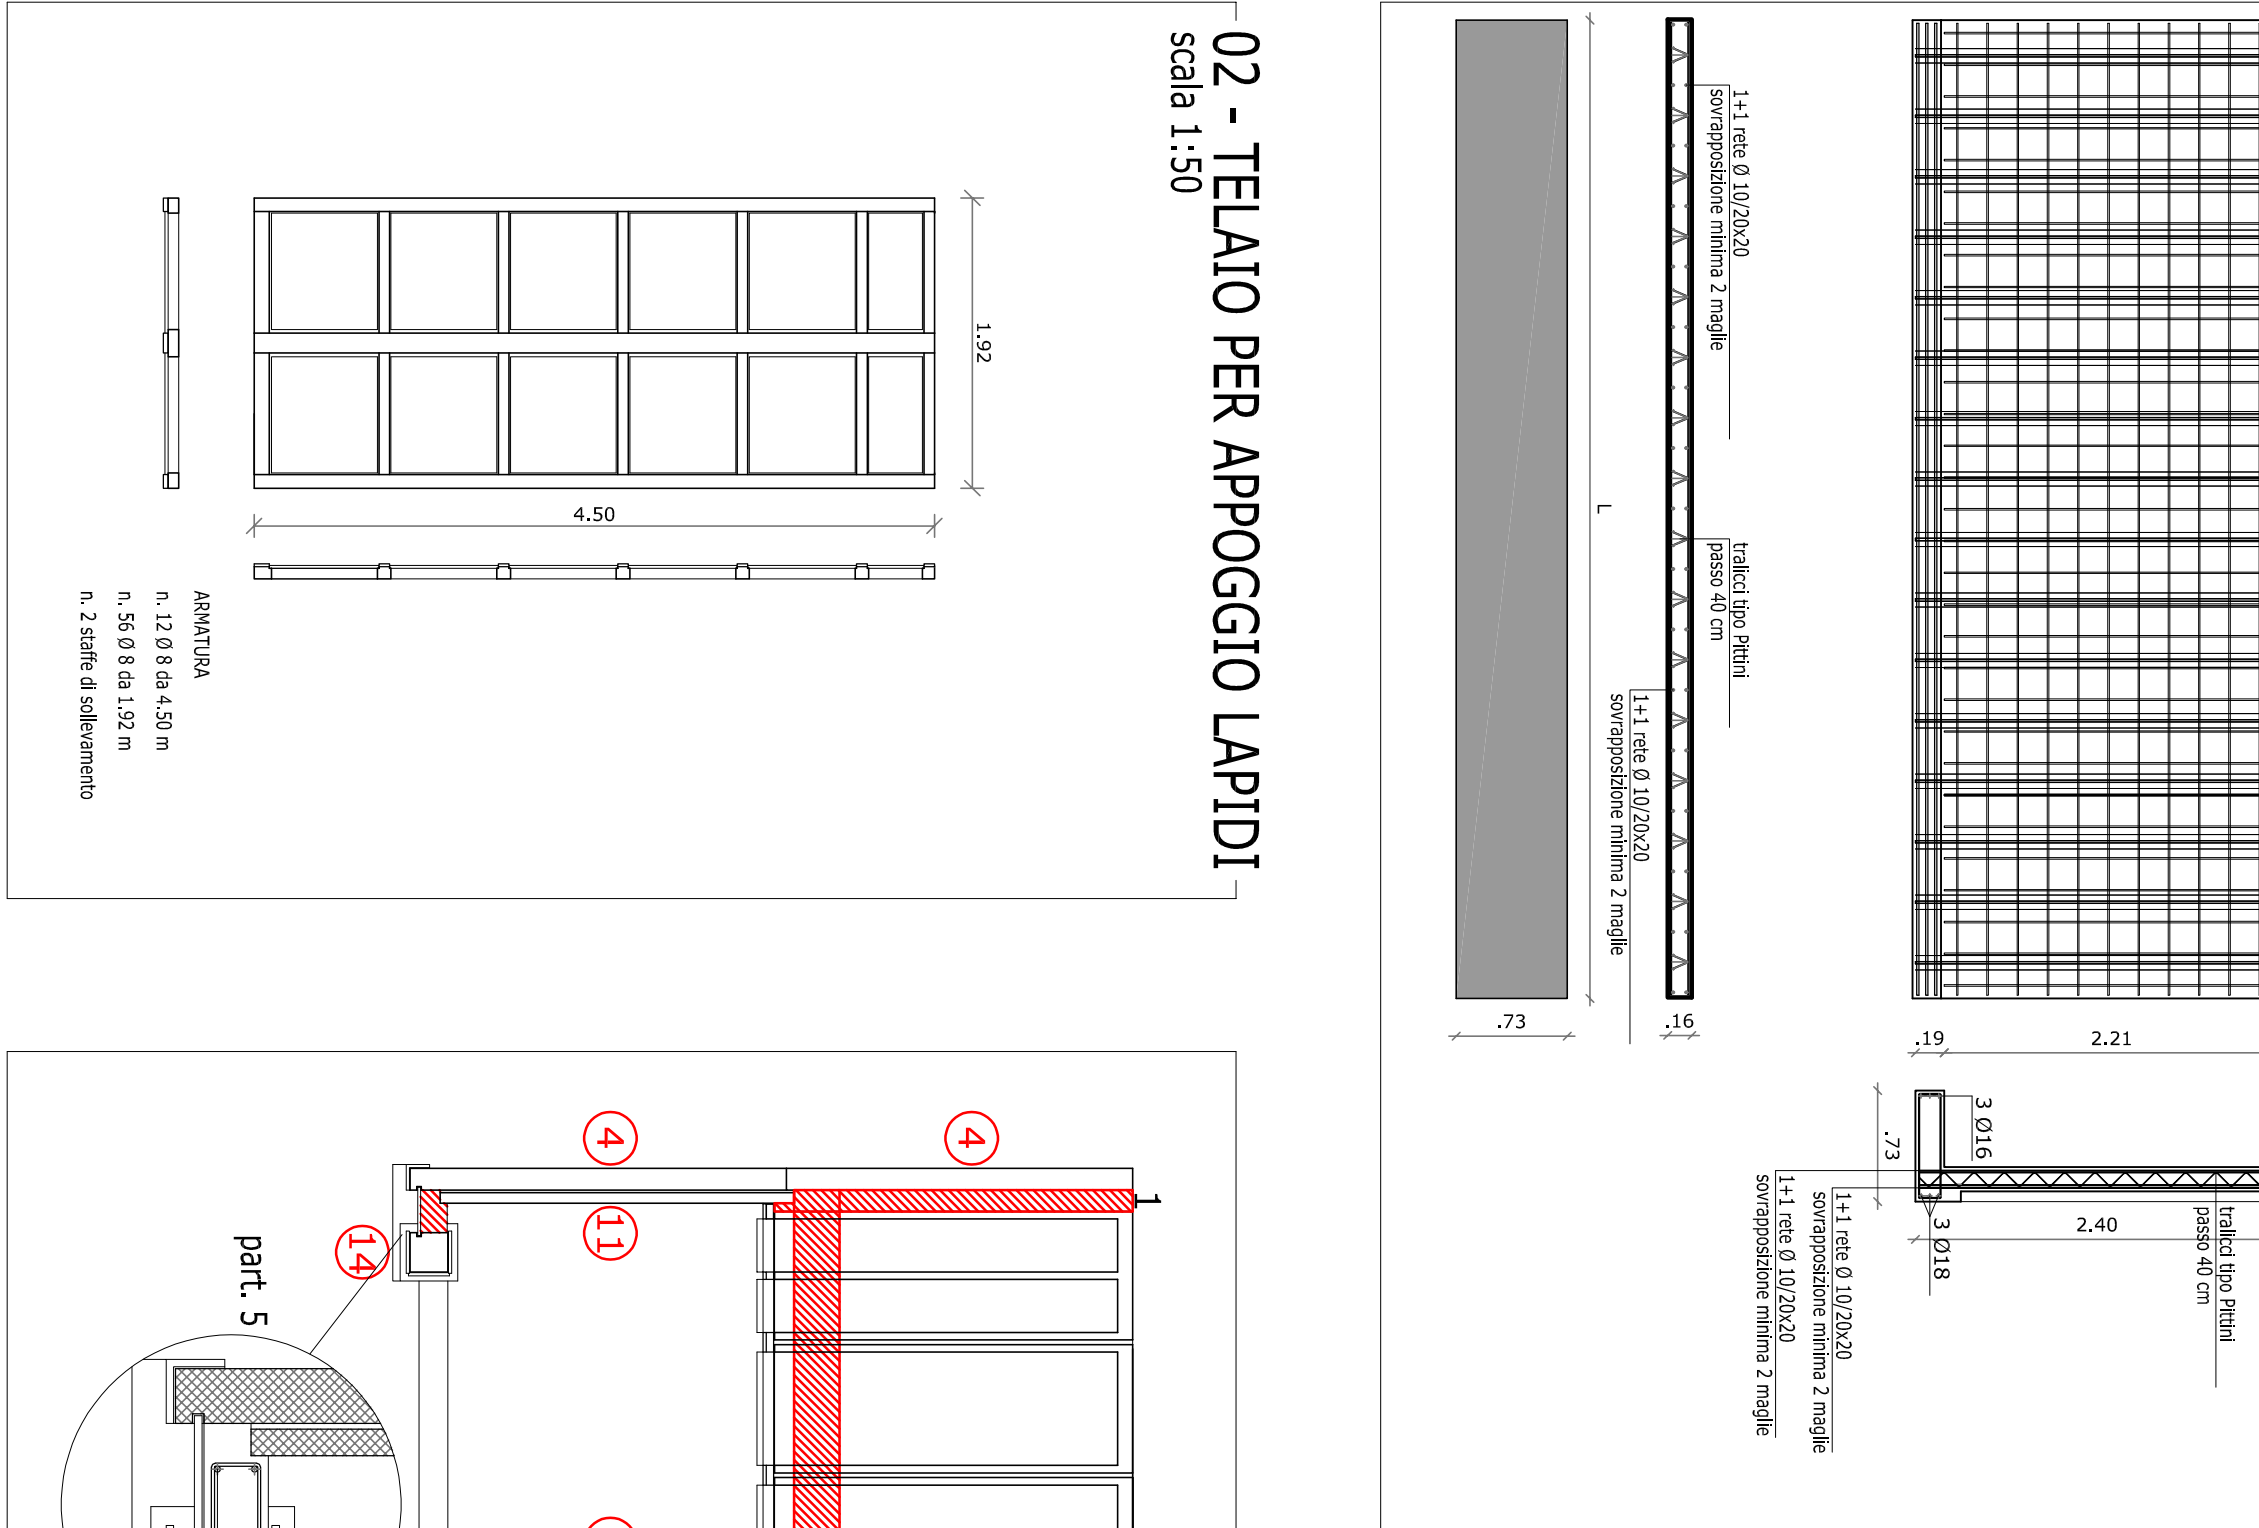 02 - TELAIO PER APPOGGIO LAPIDI
scala 1:50
1.92
4.50
ARMATURA
n. 12 Ø 8 da 4.50 m
n. 56 Ø 8 da 1.92 m
n. 2 staffe di sollevamento
1+1 rete Ø 10/20x20
sovrapposizione minima 2 maglie
tralicci tipo Pittini
passo 40 cm
L
1+1 rete Ø 10/20x20
sovrapposizione minima 2 maglie
.73
.16
.19
2.21
3 Ø16
.73
2.40
3 Ø18
tralicci tipo Pittini
passo 40 cm
1+1 rete Ø 10/20x20
sovrapposizione minima 2 maglie
1+1 rete Ø 10/20x20
sovrapposizione minima 2 maglie
4
4
1
11
14
part. 5